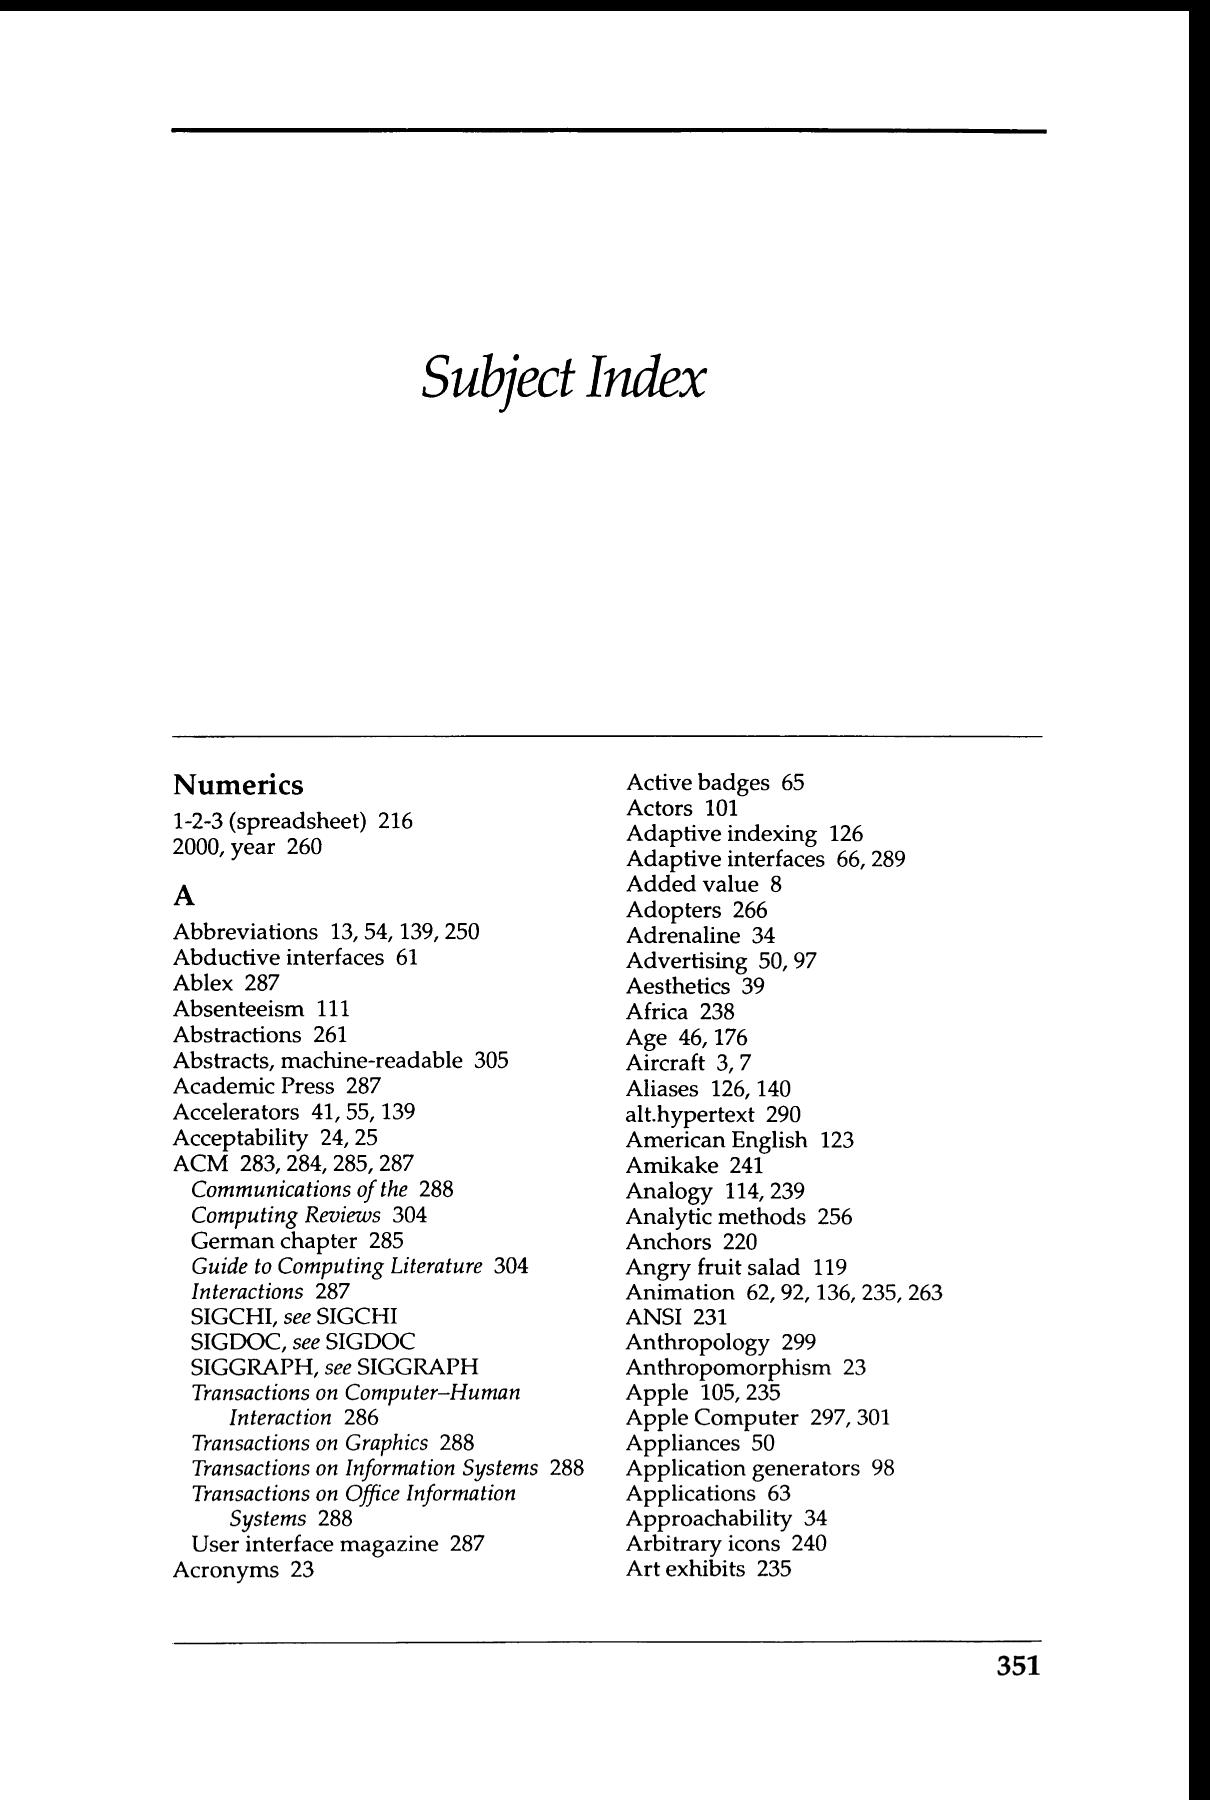 Subject Index
Numerics
1-2-3 (spreadsheet) 216
2000, year 260
A
Abbreviations 13, 54, 139, 250
Abductive interfaces 61
Ablex 287
Absenteeism 111
Abstractions 261
Abstracts, machine-readable 305
Academic Press 287
Accelerators 41, 55, 139
Acceptability 24, 25
ACM 283, 284, 285, 287
Communications of the 288
Computing Reviews 304
German chapter 285
Guide to Computing Literature 304
Interactions 287
SIGCHI, see SIGCHI
SIGDOC, see SIGDOC
SIGGRAPH, see SIGGRAPH
Transactions on Computer–Human
Interaction 286
Transactions on Graphics 288
Transactions on Information Systems 288
Transactions on Office Information
Systems 288
User interface magazine 287
Acronyms 23
Active badges 65
Actors 101
Adaptive indexing 126
Adaptive interfaces 66, 289
Added value 8
Adopters 266
Adrenaline 34
Advertising 50, 97
Aesthetics 39
Africa 238
Age 46, 176
Aircraft 3, 7
Aliases 126, 140
alt.hypertext 290
American English 123
Amikake 241
Analogy 114, 239
Analytic methods 256
Anchors 220
Angry fruit salad 119
Animation 62, 92, 136, 235, 263
ANSI 231
Anthropology 299
Anthropomorphism 23
Apple 105, 235
Apple Computer 297, 301
Appliances 50
Application generators 98
Applications 63
Approachability 34
Arbitrary icons 240
Art exhibits 235
351